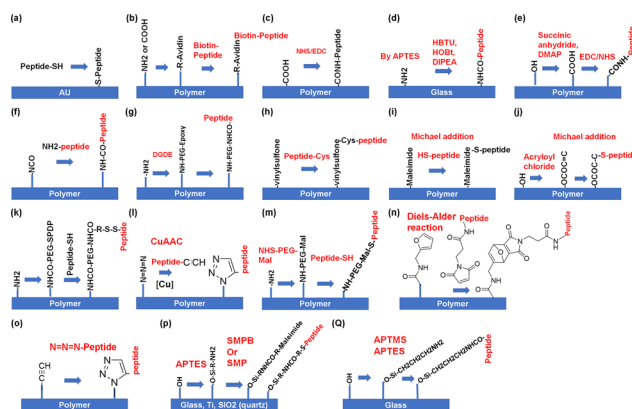 (a)
Peptide-SH
S-Peptide
AU
(b)
NH2 or COOH
R-Avidin
Biotin-
Peptide
Biotin-Peptide
R-Avidin
Polymer
(c)
NHS/EDC
COOH
CONH-Peptide
Polymer
(d)
By APTES
NH2
HBTU,
HOBt,
DIPEA
NHCO-Peptide
Glass
(e)
Succinic
anhydride,
DMAP
OH
COOH
EDC/NHS
CONH-Peptide
Polymer
(f)
NH2-peptide
NCO
NH-CO-Peptide
Polymer
(g)
DGDE
-NH2
NH-PEG-Epoxy
Peptide
NH-PEG-NHCO-
Polymer
(h)
Peptide-Cys
-vinylsulfone
-vinylsulfone
-Cys-peptide
Polymer
(i)
Michael addition
HS-peptide
-Maleimide
-Maleimide
-S-peptide
Polymer
(j)
Michael addition
Acryloyl
chloride
-OH
-OCOC=C
-OCOCC
-S-peptide
Polymer
(k)
NH2
NHCO-PEG-SPDP
Peptide-SH
NHCO-PEG-NHCO
-R-S-S-
Peptide
Polymer
(l)
CuAAC
N=N=N
Peptide-C≡CH
[Cu]
N
N
N
peptide
Polymer
(m)
NHS-PEG-
Mal
-NH2
NH-PEG-Mal
Peptide-SH
-NH-PEG-Mal-S-Peptide
Polymer
(n)
Diels-Alder
reaction
Peptide
Peptide
Polymer
(o)
N=N=N-Peptide
C≡CH
N
N
N
peptide
Polymer
(p)
APTES
OH
O-Si-R-NH2
SMPB
Or
SMP
O-Si-RNHCO-R-Maleimide
O-Si-R-NHCO-R-S-Peptide
Glass, Ti, SIO2 (quartz)
(Q)
APTMS
APTES
OH
O-Si-CH2CH2CH2NH2
O-Si-CH2CH2CH2NHCO-
Peptide
Glass